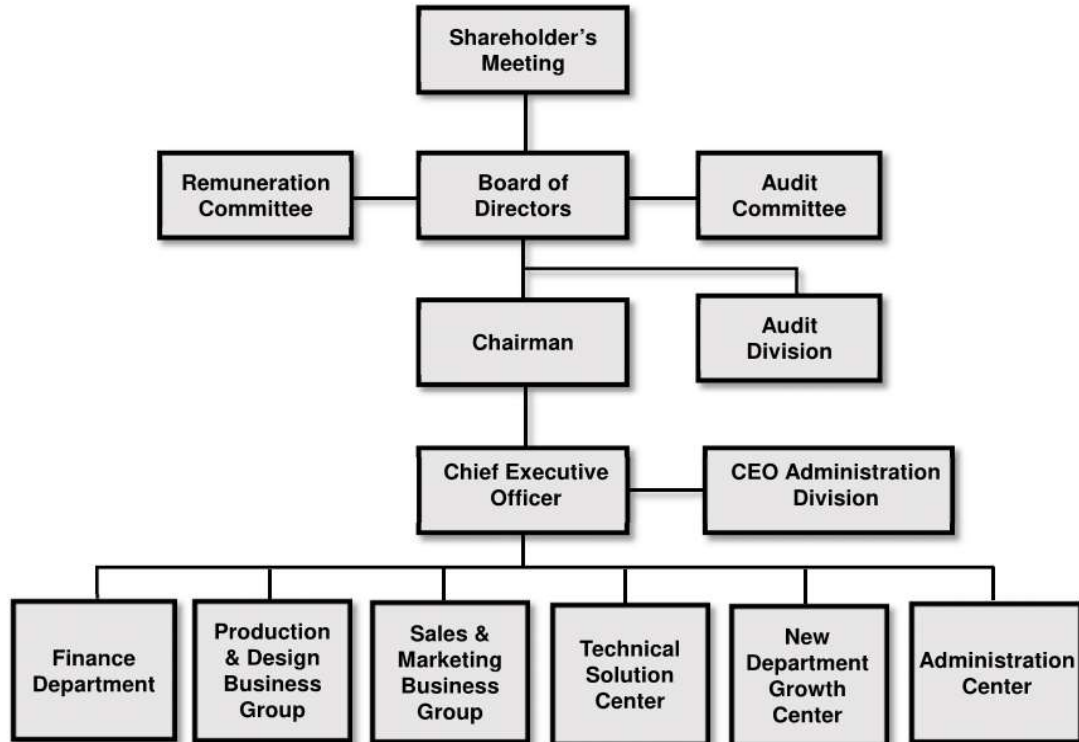 Shareholder's
Meeting
Remuneration
Committee
Board of
Directors
Audit
Committee
Chairman
Audit
Division
Chief Executive
Officer
CEO Administration
Division
Finance
Department
Production
& Design
Business
Group
Sales &
Marketing
Business
Group
Technical
Solution
Center
New
Department
Growth
Center
Administration
Center